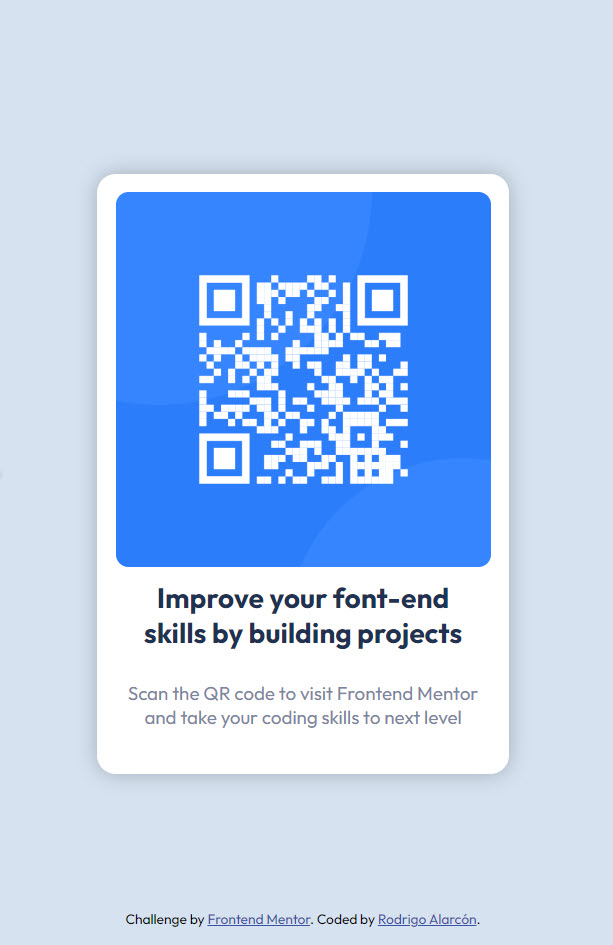 Improve your font-end
skills by building projects
Scan the QR code to visit Frontend Mentor
and take your coding skills to next level
Challenge by Frontend Mentor. Coded by Rodrigo Alarcón.